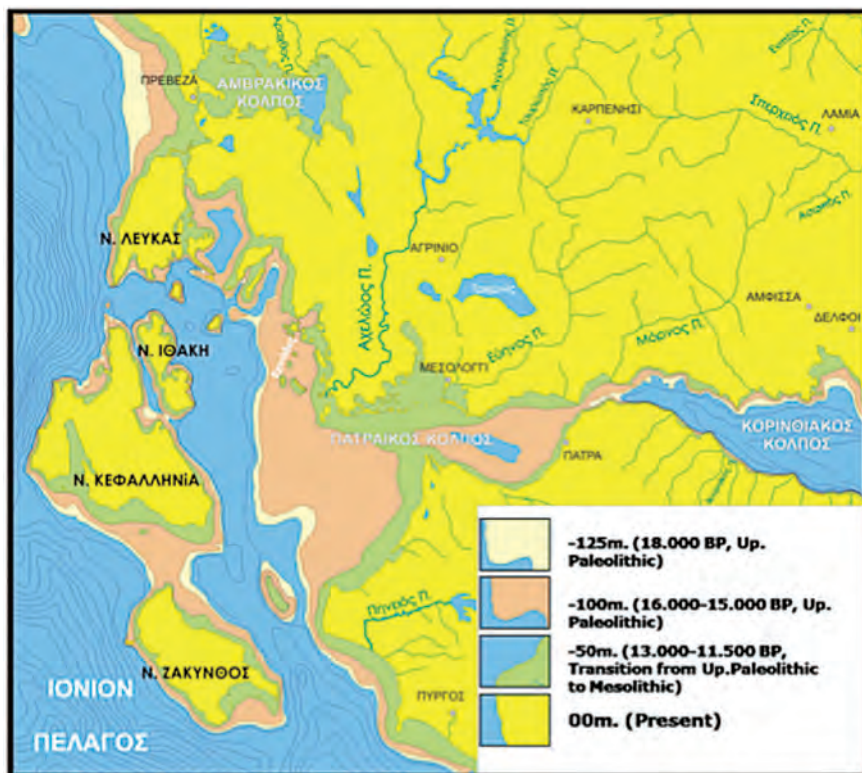 ΠΡΕΒΕΖΑ
ΑΜΒΡΑΚΙΚΟΣ
ΚΟΛΠΟΣ
ΚΑΡΠΕΝΗΣΙ
Σπερχειός Π.
ΛΑΜΙΑ
Ν. ΛΕΥΚΑΣ
ΑΓΡΙΝΙΟ
Αχελώος Π.
ΑΜΦΙΣΣΑ
ΔΕΛΦΟΙ
Ν. ΙΘΑΚΗ
ΜΕΣΟΛΟΓΓΙ
Εύηνος Π.
Μόρνος Π.
ΠΑΤΡΑΙΚΟΣ ΚΟΛΠΟΣ
ΠΑΤΡΑ
ΚΟΡΙΝΘΙΑΚΟΣ
ΚΟΛΠΟΣ
Ν. ΚΕΦΑΛΛΗΝίΑ
Πηνειός Π.
Ν. ΖΑΚΥΝΘΟΣ
ΠΥΡΓΟΣ
ΙΟΝΙΟΝ
ΠΕΛΑΓΟΣ
-125m. (18.000 BP, Up.
Paleolithic)
-100m. (16.000-15.000 BP, Up.
Paleolithic)
-50m. (13.000-11.500 BP,
Transition from Up.Paleolithic
to Mesolithic)
00m. (Present)